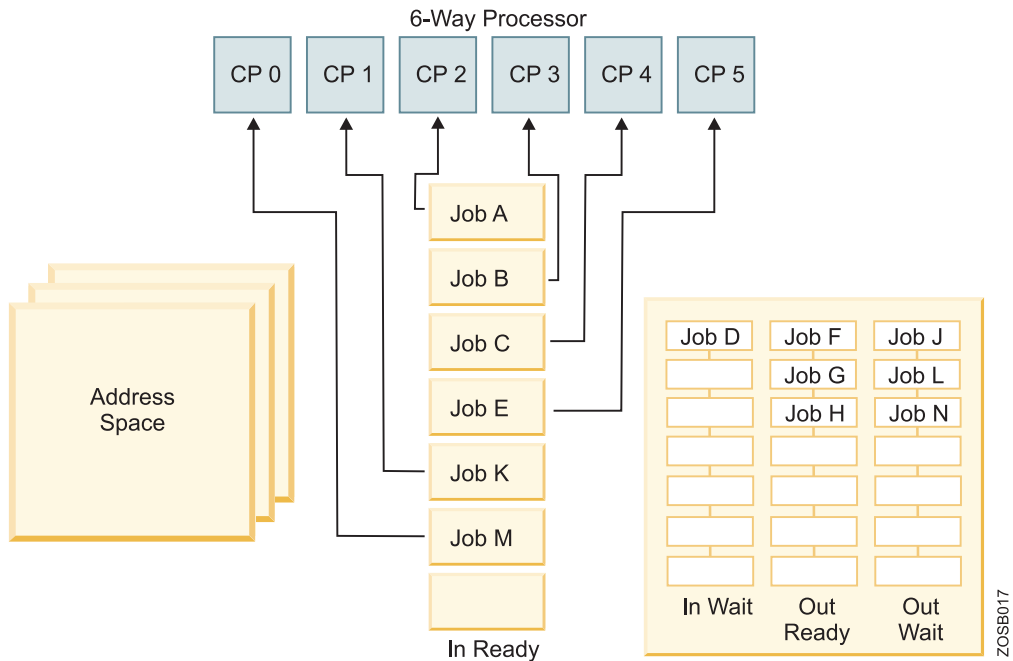 6-Way Processor
CP 0
CP 1
CP 2
CP 3
CP 4
CP 5
Job A
Job B
Job C
Job E
Job K
Job M
In Ready
Address
Space
Job D
Job F
Job J
Job G
Job L
Job H
Job N
In Wait
Out
Ready
Out
Wait
ZOSB017